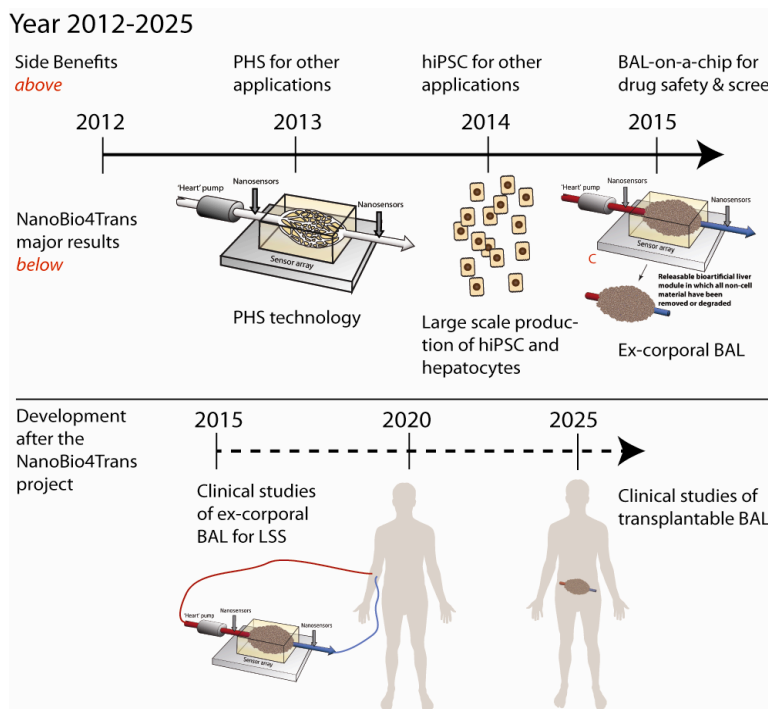 Year 2012-2025
Side Benefits
above
PHS for other
applications
hiPSC for other
applications
BAL-on-a-chip for
drug safety & scree
2012
2013
2014
2015
NanoBio4Trans
major results
below
'Heart' pump
Nanosensors
Nanosensors
Sensor array
PHS technology
Large scale produc-
tion of hiPSC and
hepatocytes
'Heart' pump
Nanosensors
Nanosensors
Sensor array
C
Releasable bioartificial liver
module in which all non-cell
material have been
removed or degraded
Ex-corporal BAL
Development
after the
NanoBio4Trans
project
2015
2020
2025
Clinical studies
of ex-corporal
BAL for LSS
Clinical studies of
transplantable BAL
'Heart' pump
Nanosensors
Nanosensors
Sensor array